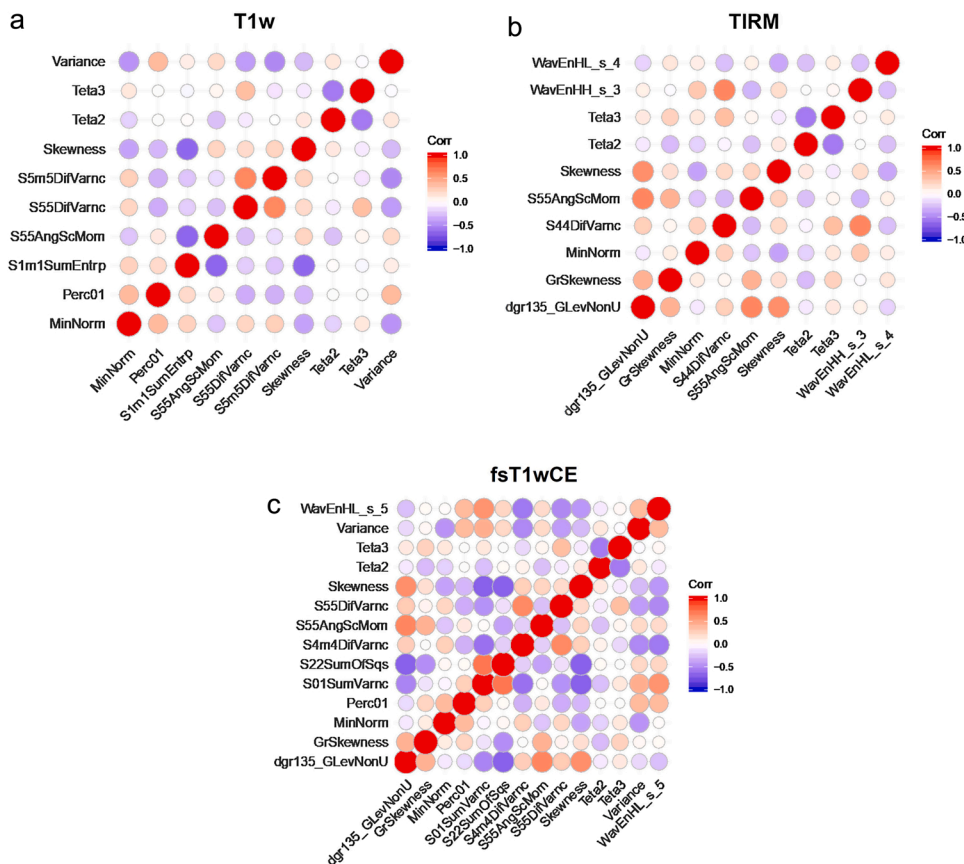 a
T1w
Variance
Teta3
Teta2
Skewness
S5m5DifVarnc
S55DifVarnc
S55AngScMom
S1m1SumEntrp
Perc01
MinNorm
MinNorm
Perc01
S1m1SumEntrp
S55AngScMom
S55DifVarnc
S5m5DifVarnc
Skewness
Teta2
Teta3
Variance
Corr
1.0
0.5
0.0
−0.5
−1.0
b
TIRM
WavEnHL_s_4
WavEnHH_s_3
Teta3
Teta2
Skewness
S55AngScMom
S44DifVarnc
MinNorm
GrSkewness
dgr135_GLevNonU
dgr135_GLevNonU
GrSkewness
MinNorm
S44DifVarnc
S55AngScMom
Skewness
Teta2
Teta3
WavEnHH_s_3
WavEnHL_s_4
Corr
1.0
0.5
0.0
−0.5
−1.0
c
fsT1wCE
WavEnHL_s_5
Variance
Teta3
Teta2
Skewness
S55DifVarnc
S55AngScMom
S4m4DifVarnc
S22SumOfSqs
S01SumVarnc
Perc01
MinNorm
GrSkewness
dgr135_GLevNonU
dgr135_GLevNonU
GrSkewness
MinNorm
Perc01
S01SumVarnc
S22SumOfSqs
S4m4DifVarnc
S55AngScMom
S55DifVarnc
Skewness
Teta2
Teta3
Variance
WavEnHL_s_5
Corr
1.0
0.5
0.0
−0.5
−1.0